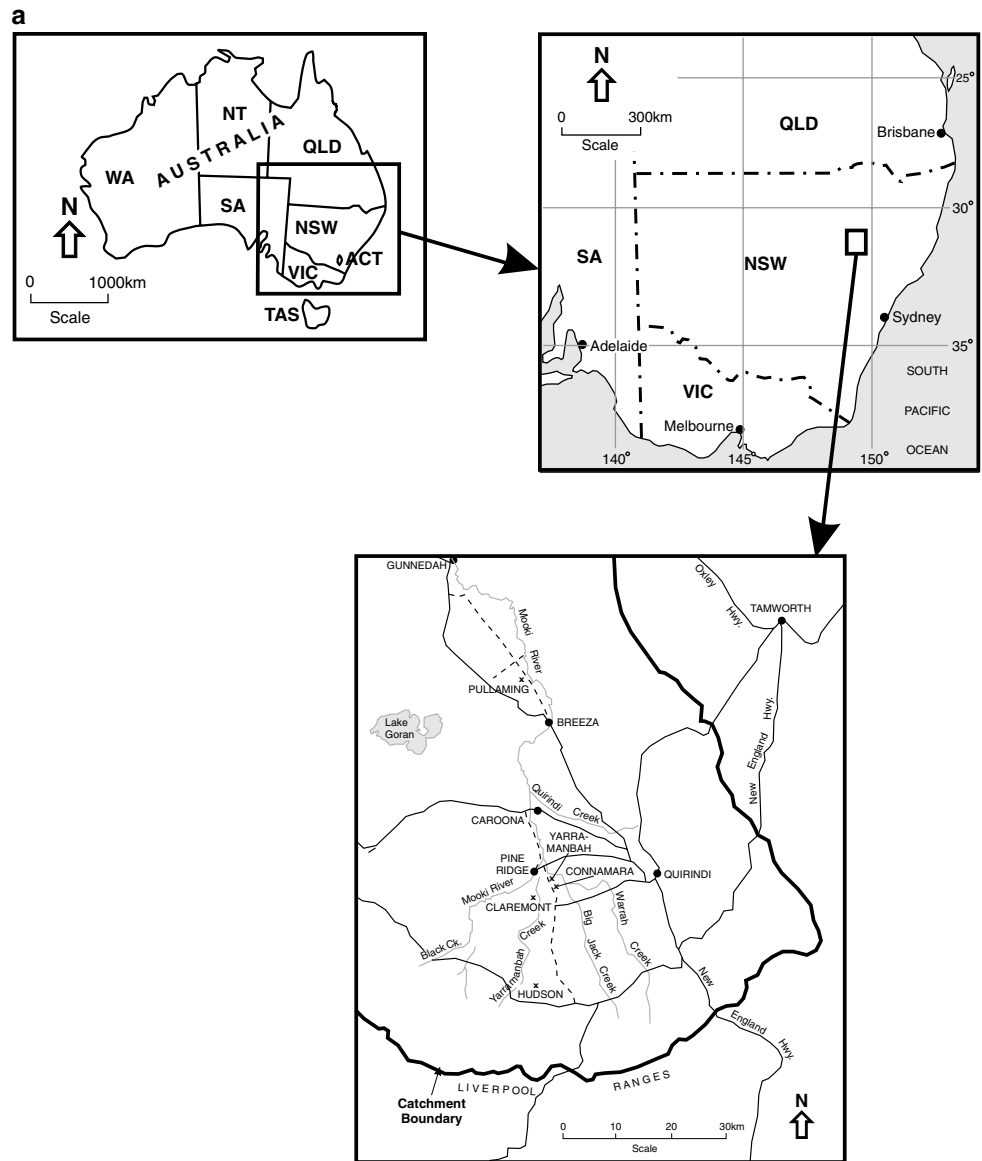 a
NT
AUSTRALIA
QLD
WA
SA
N
NSW
ACT
VIC
0 1000km
Scale
TAS
N
0 300km
Scale
QLD
25°
Brisbane
30°
SA
NSW
Sydney
Adelaide
35°
SOUTH
PACIFIC
OCEAN
VIC
Melbourne
140° 145° 150°
GUNNEDAH
Oxley
Hwy.
TAMWORTH
Mooki
River
PULLAMING
Lake
Goran
BREEZA
New England Hwy.
Quirindi
Creek
CAROONA
YARRA-
MANBAH
PINE
RIDGE
CONNAMARA
QUIRINDI
Mooki River
CLAREMONT
Big
Jack
Creek
Warrah
Creek
Black Ck.
Yarramanbah
Creek
HUDSON
New
England
Hwy.
LIVERPOOL
RANGES
Catchment
Boundary
N
0 10 20 30km
Scale